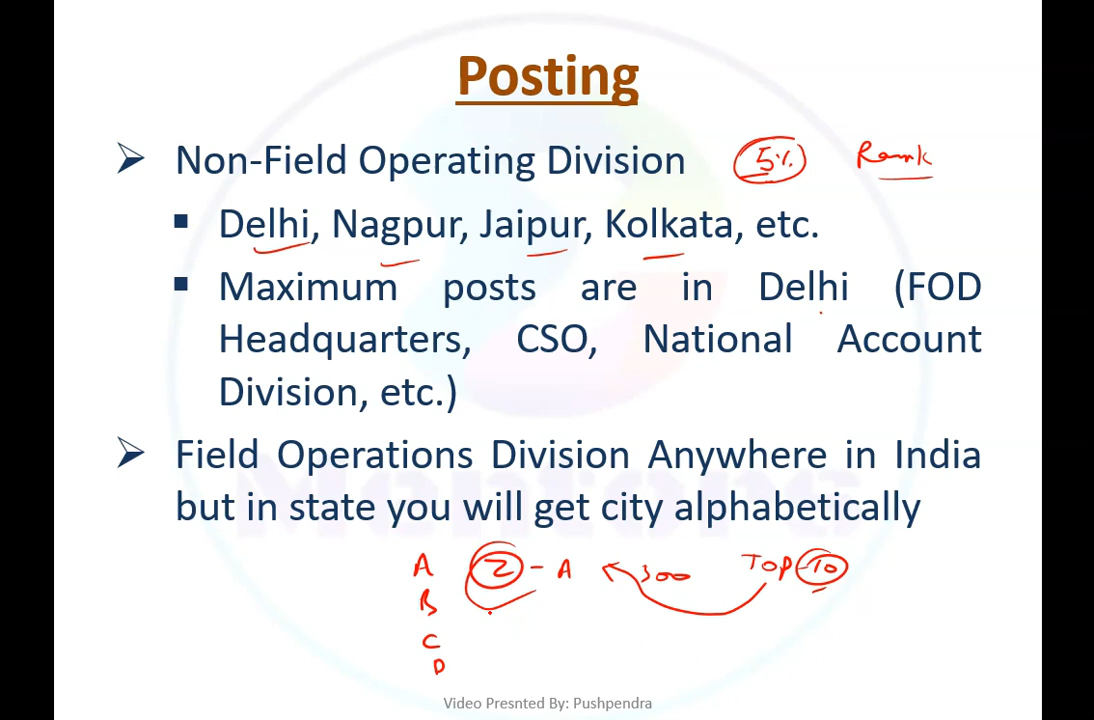 Posting
➢ Non-Field Operating Division 5% Rank
▪ Delhi, Nagpur, Jaipur, Kolkata, etc.
▪ Maximum posts are in Delhi (FOD
Headquarters, CSO, National Account
Division, etc.)
➢ Field Operations Division Anywhere in India
but in state you will get city alphabetically
A Z - A 300 Top-10
B
C
D
Video Presnted By: Pushpendra